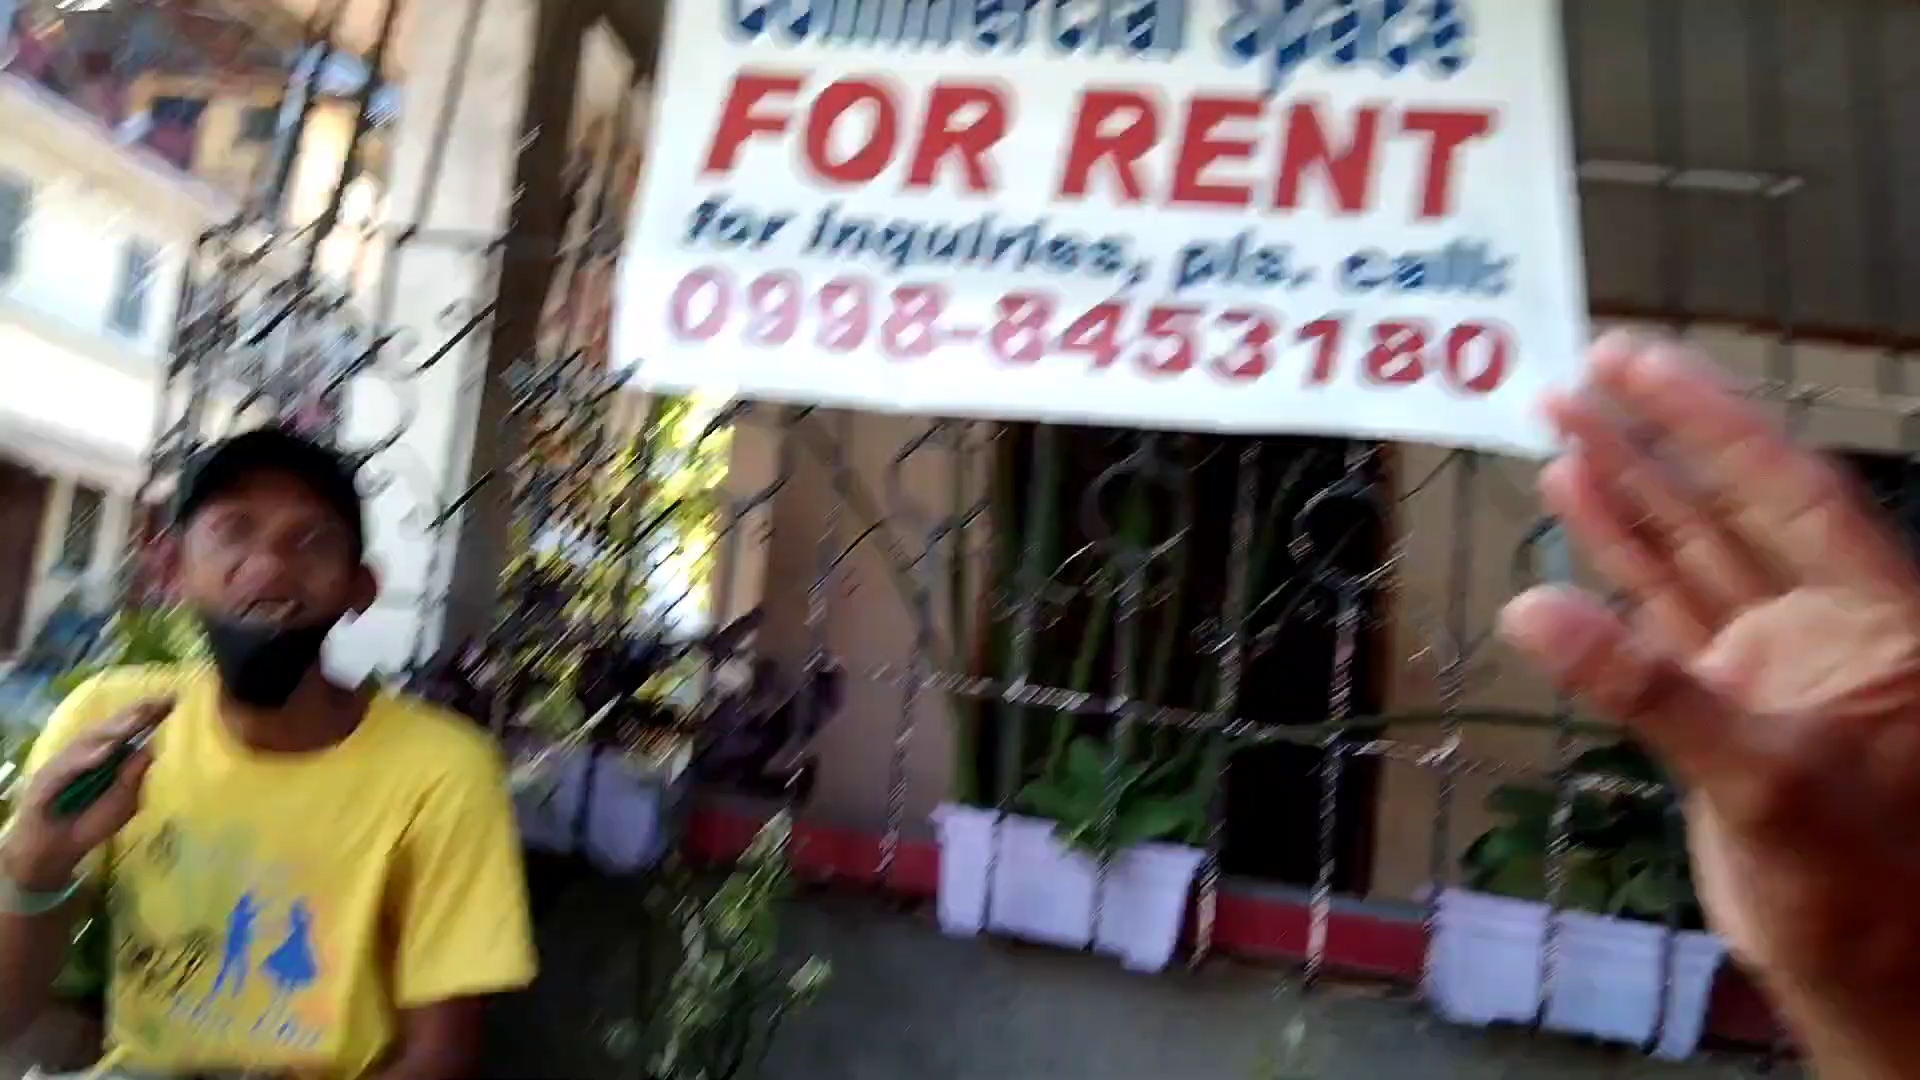 Commercial Space
FOR RENT
for inquiries, pls. call:
0998-8453180